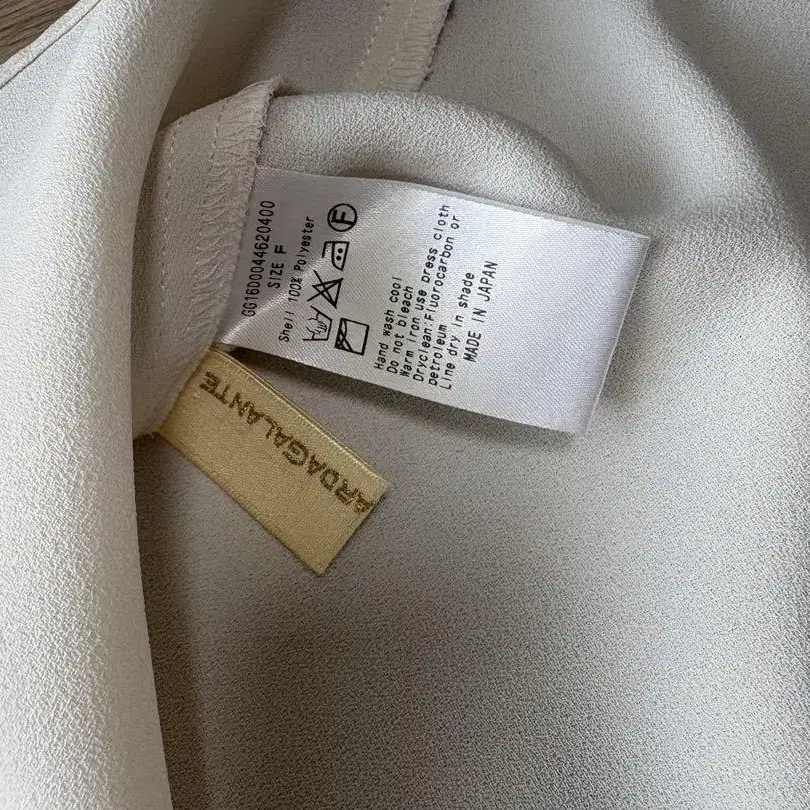 GG16D0044620400
SIZE F
Shell 100% Polyester
F
Hand wash cool
Do not bleach
Warm iron use press cloth
Dryclean:Fluorocarbon or
petroleum
Line dry in shade
MADE IN JAPAN
ARDAGALANTE